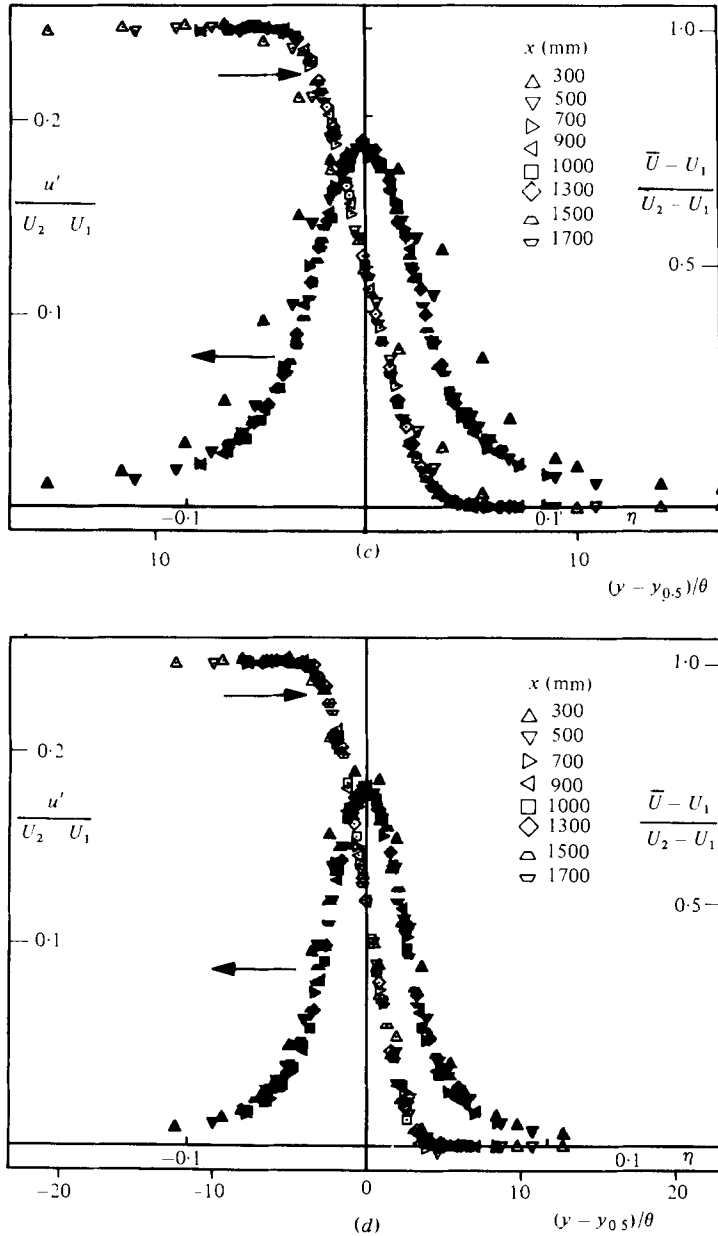 x (mm)
△ 300
▽ 500
▷ 700
◁ 900
□ 1000
◇ 1300
⌓ 1500
⌓ 1700
1·0
0·2
u′
U₂ U₁
Ū − U₁
U₂ − U₁
0·5
0·1
−0·1
0·1
η
10
(c)
10
(y − y₀.₅)/θ
x (mm)
△ 300
▽ 500
▷ 700
◁ 900
□ 1000
◇ 1300
⌓ 1500
⌓ 1700
1·0
0·2
u′
U₂ U₁
Ū − U₁
U₂ − U₁
0·5
0·1
−0·1
0·1
η
−20
−10
0
10
20
(d)
(y − y₀ ₅)/θ